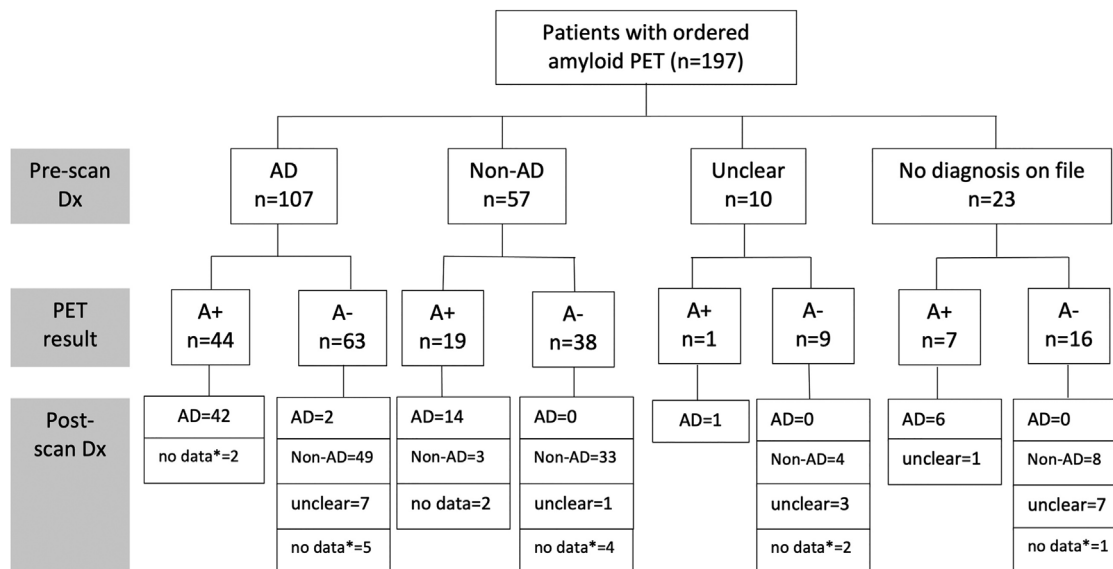 Patients with ordered
amyloid PET (n=197)
Pre-scan
Dx
AD
n=107
Non-AD
n=57
Unclear
n=10
No diagnosis on file
n=23
PET
result
A+
n=44
A-
n=63
A+
n=19
A-
n=38
A+
n=1
A-
n=9
A+
n=7
A-
n=16
Post-
scan Dx
AD=42
no data*=2
AD=2
Non-AD=49
unclear=7
no data*=5
AD=14
Non-AD=3
no data=2
AD=0
Non-AD=33
unclear=1
no data*=4
AD=1
AD=0
Non-AD=4
unclear=3
no data*=2
AD=6
unclear=1
AD=0
Non-AD=8
unclear=7
no data*=1